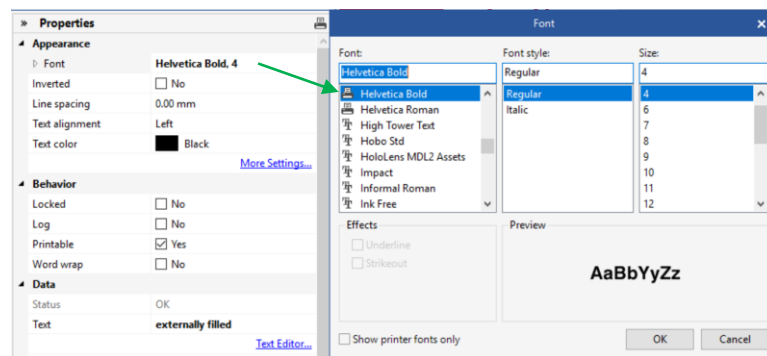 » Properties
Appearance
Font Helvetica Bold, 4
Inverted No
Line spacing 0.00 mm
Text alignment Left
Text color Black
More Settings...
Behavior
Locked No
Log No
Printable Yes
Word wrap No
Data
Status OK
Text externally filled
Text Editor...
Font
Font: Font style: Size:
Helvetica Bold Regular 4
Helvetica Bold Regular 4
Helvetica Roman Italic 6
High Tower Text 7
Hobo Std 8
HoloLens MDL2 Assets 9
Impact 10
Informal Roman 11
Ink Free 12
Effects Preview
Underline
Strikeout
AaBbYyZz
Show printer fonts only OK Cancel